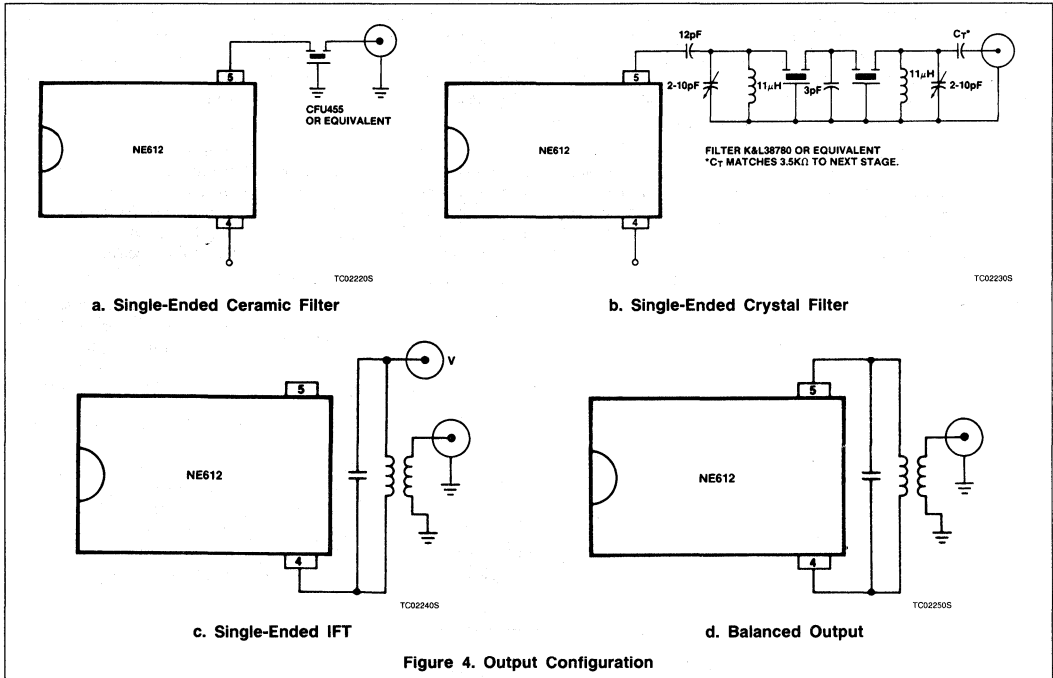 5
CFU455
OR EQUIVALENT
NE612
4
TC02220S
a. Single-Ended Ceramic Filter
12pF
CT*
5
2-10pF
11μH
3pF
11μH
2-10pF
NE612
FILTER K&L38780 OR EQUIVALENT
*CT MATCHES 3.5KΩ TO NEXT STAGE.
4
TC02230S
b. Single-Ended Crystal Filter
V
5
NE612
4
TC02240S
c. Single-Ended IFT
5
NE612
4
TC02250S
d. Balanced Output
Figure 4. Output Configuration